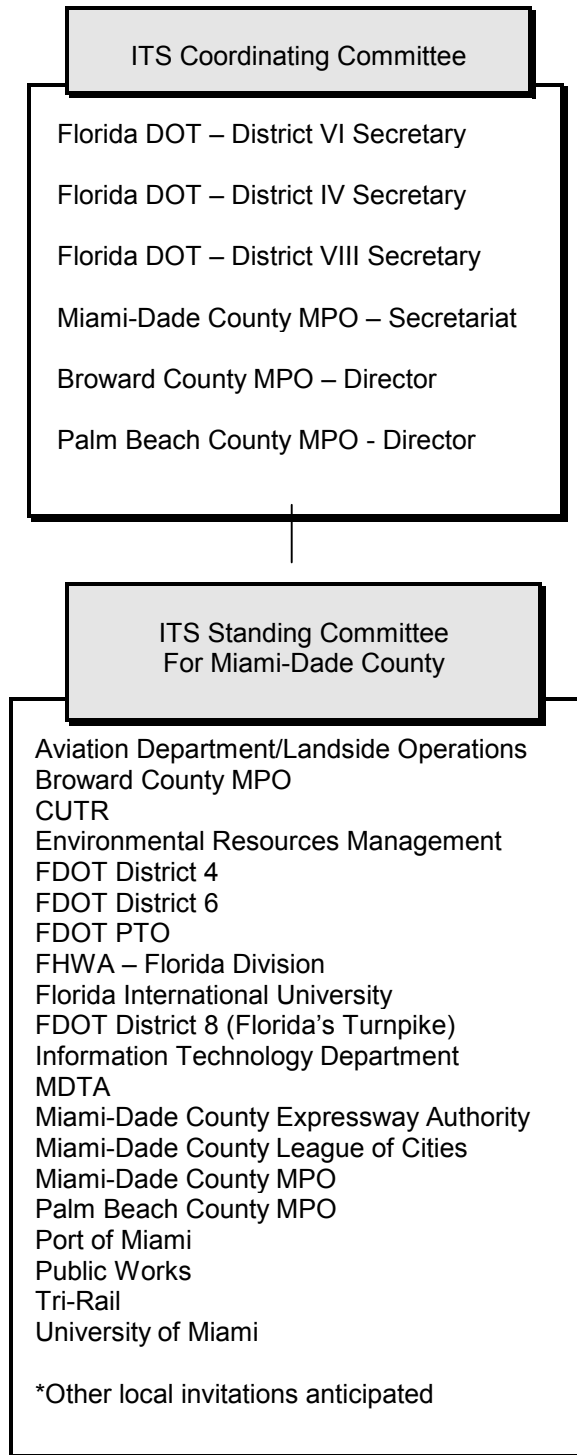 ITS Coordinating Committee
Florida DOT – District VI Secretary
Florida DOT – District IV Secretary
Florida DOT – District VIII Secretary
Miami-Dade County MPO – Secretariat
Broward County MPO – Director
Palm Beach County MPO - Director
ITS Standing Committee
For Miami-Dade County
Aviation Department/Landside Operations
Broward County MPO
CUTR
Environmental Resources Management
FDOT District 4
FDOT District 6
FDOT PTO
FHWA – Florida Division
Florida International University
FDOT District 8 (Florida's Turnpike)
Information Technology Department
MDTA
Miami-Dade County Expressway Authority
Miami-Dade County League of Cities
Miami-Dade County MPO
Palm Beach County MPO
Port of Miami
Public Works
Tri-Rail
University of Miami
*Other local invitations anticipated